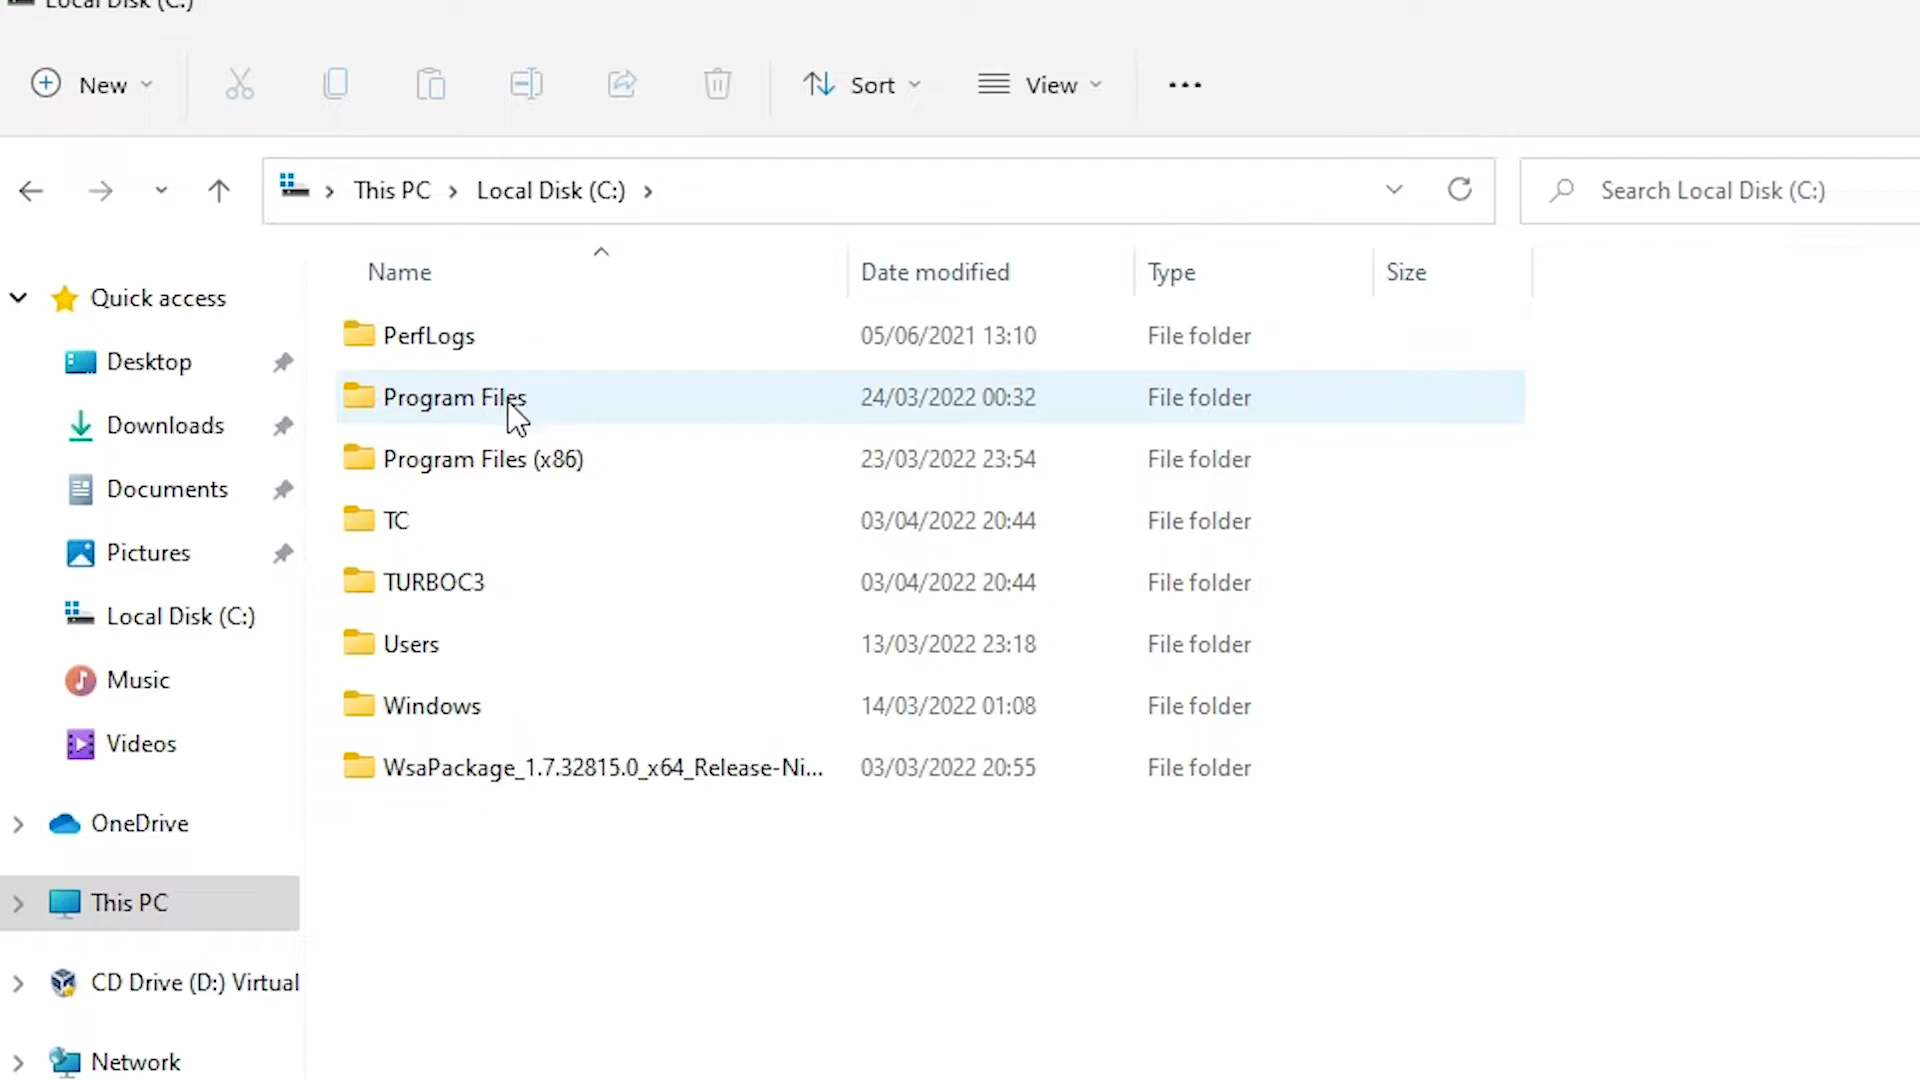 Local Disk (C:)
New
Sort
View
This PC
Local Disk (C:)
Search Local Disk (C:)
Name
Date modified
Type
Size
Quick access
Desktop
Downloads
Documents
Pictures
Local Disk (C:)
Music
Videos
OneDrive
This PC
CD Drive (D:) Virtual
Network
PerfLogs 05/06/2021 13:10 File folder
Program Files 24/03/2022 00:32 File folder
Program Files (x86) 23/03/2022 23:54 File folder
TC 03/04/2022 20:44 File folder
TURBOC3 03/04/2022 20:44 File folder
Users 13/03/2022 23:18 File folder
Windows 14/03/2022 01:08 File folder
WsaPackage_1.7.32815.0_x64_Release-Ni... 03/03/2022 20:55 File folder